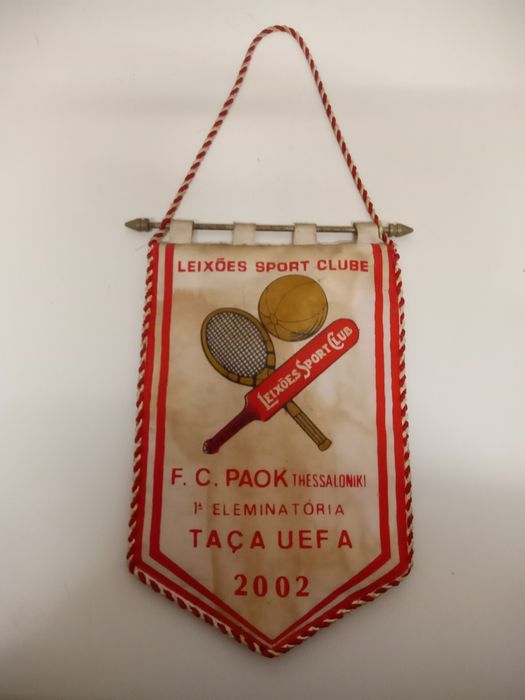 LEIXÕES SPORT CLUBE
LEIXÕES SPORT CLUB
F. C. PAOK THESSALONIKI
1ª ELEMINATÓRIA
TAÇA UEFA
2002